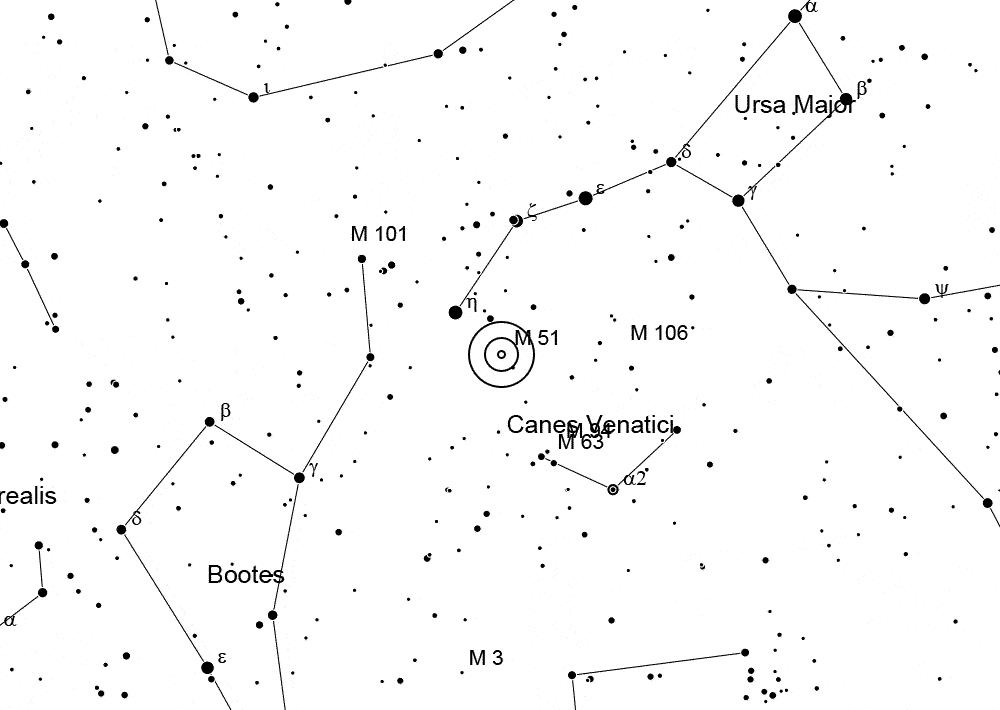 α
ι
β
Ursa Major
δ
ε
γ
ζ
M 101
ψ
η
M 51
M 106
β
Canes Venatici
M 94
M 63
γ
α2
realis
δ
Bootes
α
ε
M 3